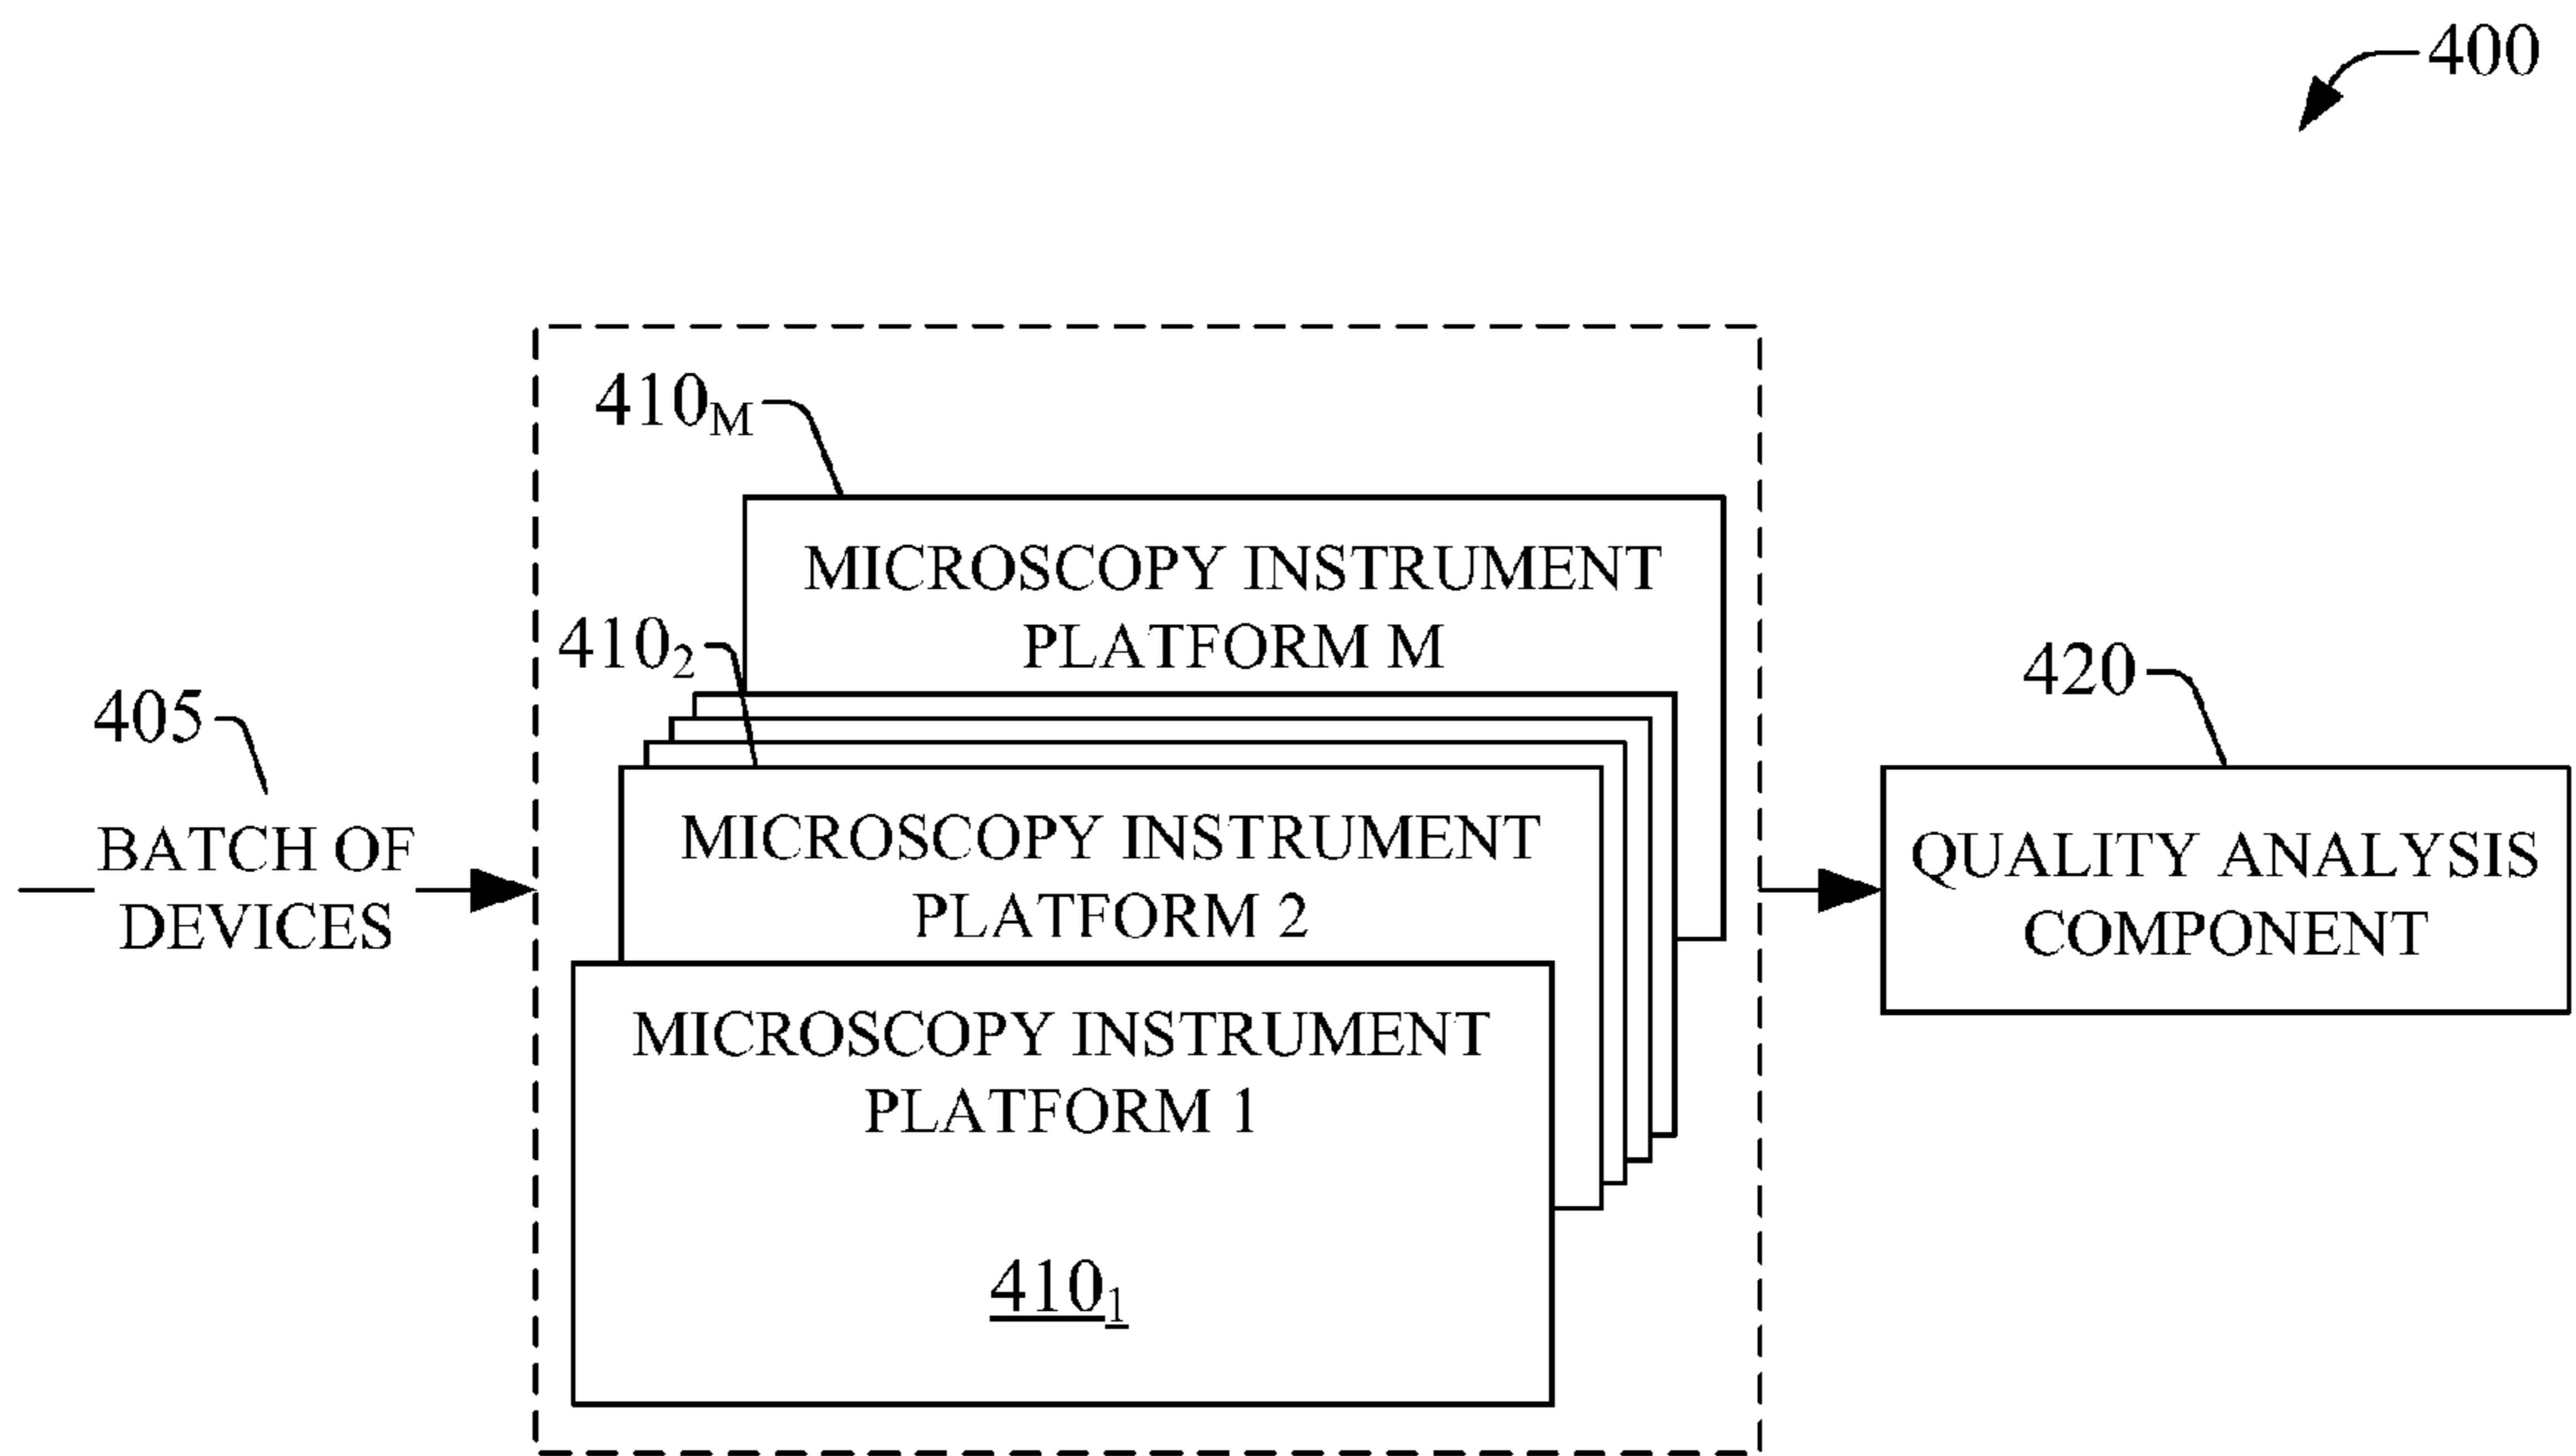 400
410M
MICROSCOPY INSTRUMENT
PLATFORM M
4102
MICROSCOPY INSTRUMENT
PLATFORM 2
MICROSCOPY INSTRUMENT
PLATFORM 1
4101
405
BATCH OF
DEVICES
420
QUALITY ANALYSIS
COMPONENT